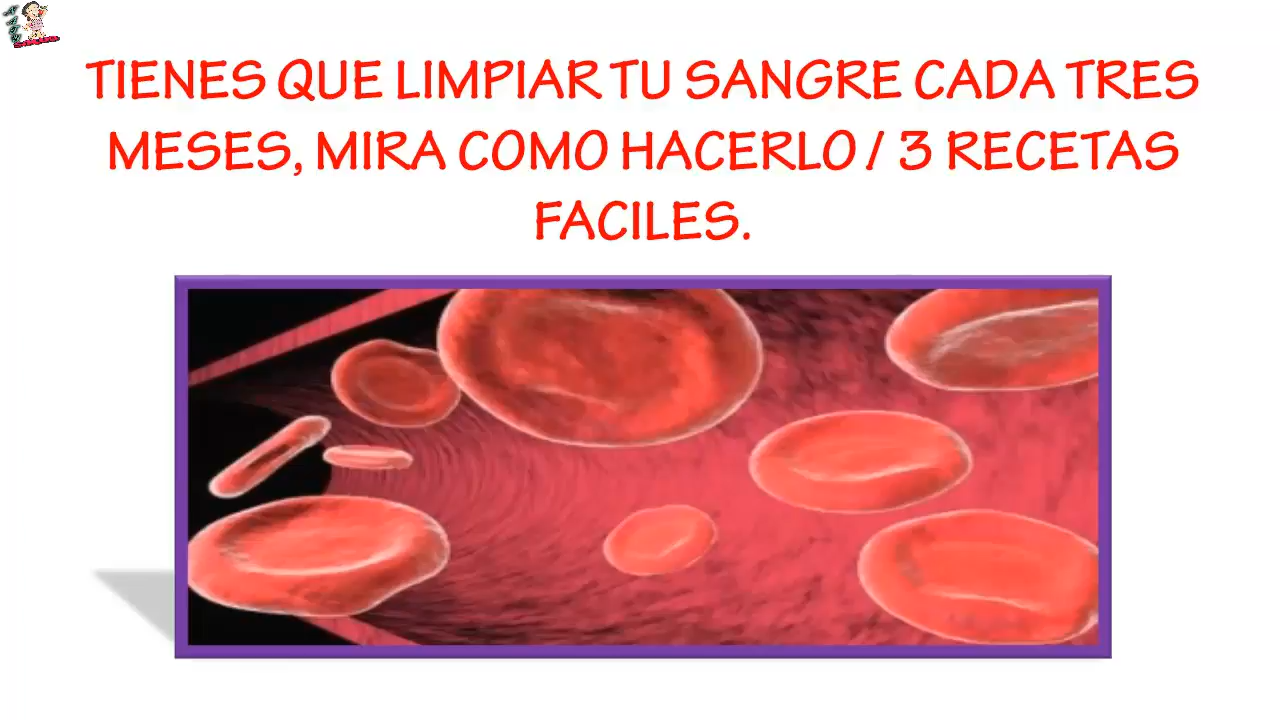 TIENES QUE LIMPIAR TU SANGRE CADA TRES
MESES, MIRA COMO HACERLO / 3 RECETAS
FACILES.